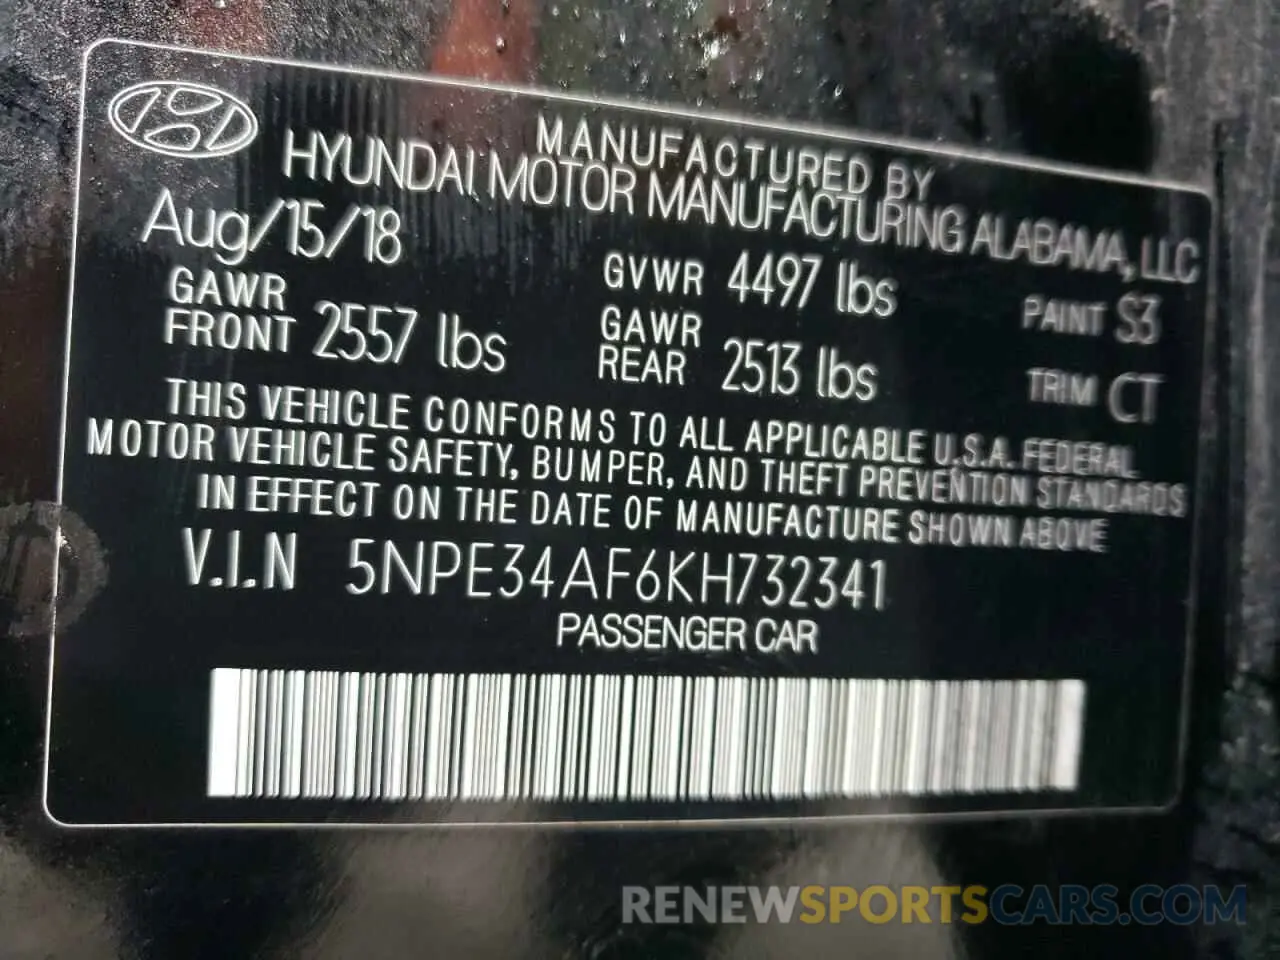 MANUFACTURED BY
HYUNDAI MOTOR MANUFACTURING ALABAMA, LLC
Aug/15/18
GVWR 4497 lbs
PAINT S3
GAWR FRONT 2557 lbs
GAWR REAR 2513 lbs
TRIM CT
THIS VEHICLE CONFORMS TO ALL APPLICABLE U.S.A. FEDERAL
MOTOR VEHICLE SAFETY, BUMPER, AND THEFT PREVENTION STANDARDS
IN EFFECT ON THE DATE OF MANUFACTURE SHOWN ABOVE
V.I.N 5NPE34AF6KH732341
PASSENGER CAR
RENEWSPORTSCARS.COM